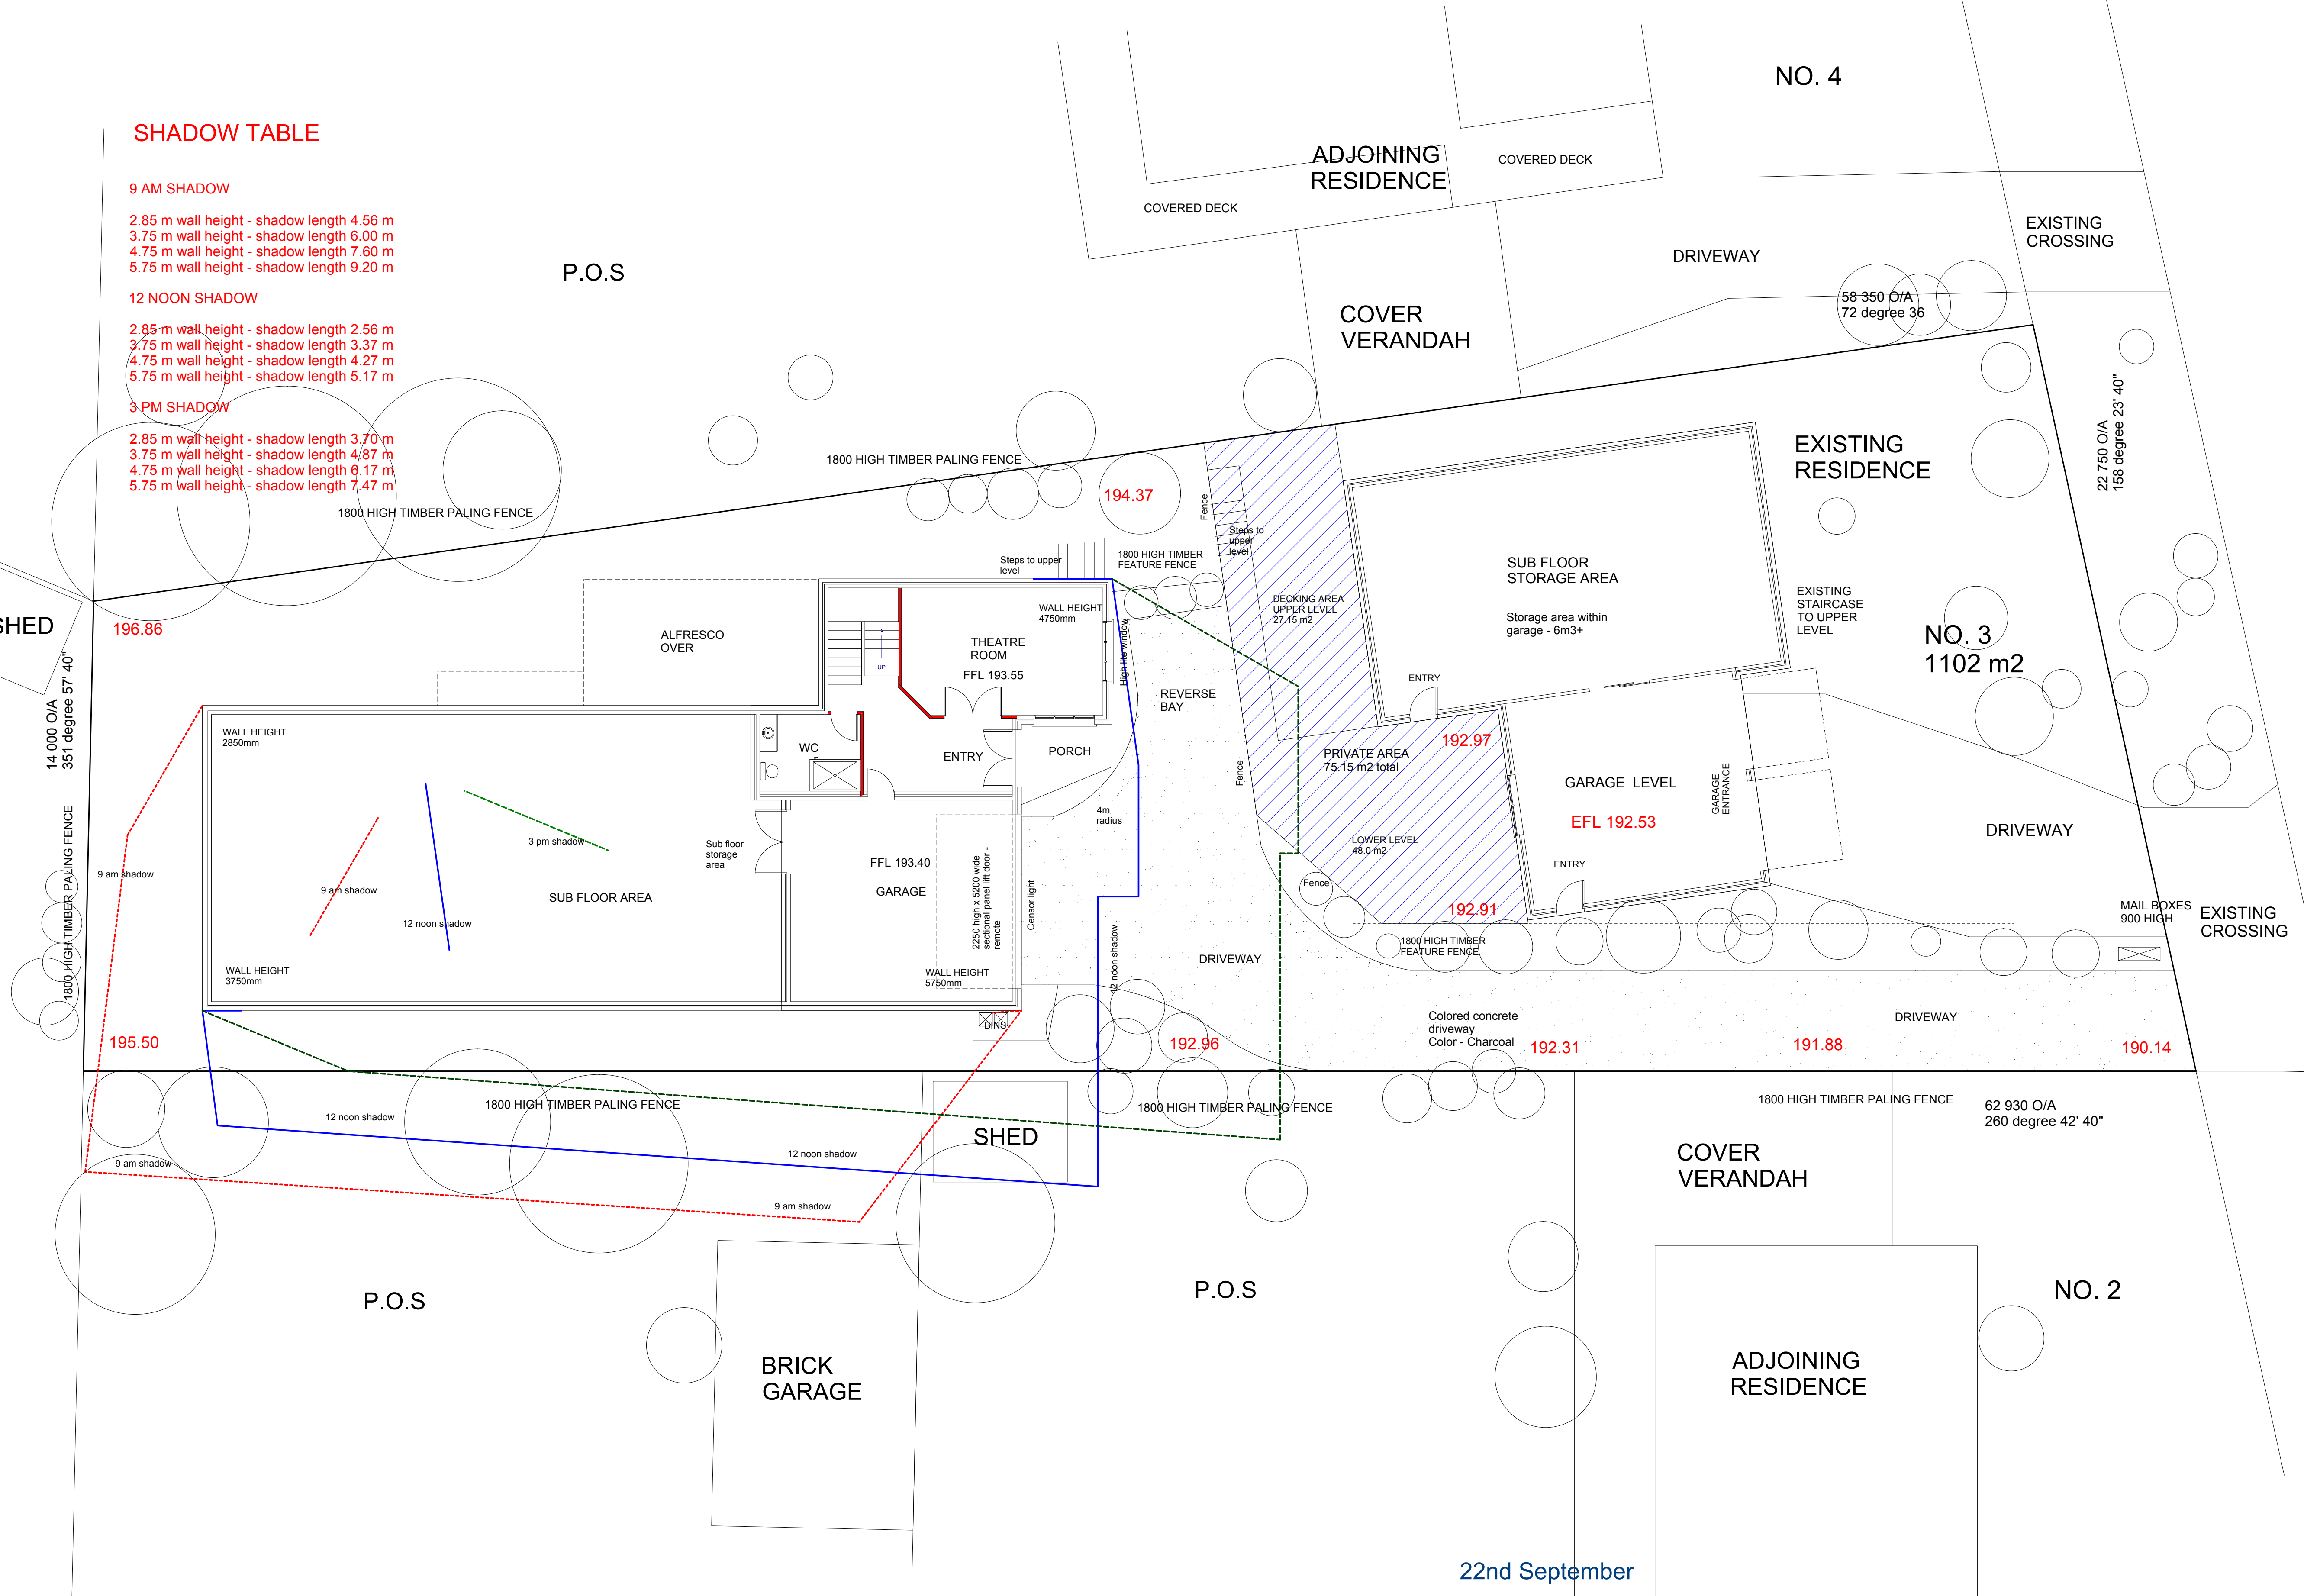 NO. 4
SHADOW TABLE
ADJOINING
RESIDENCE
COVERED DECK
COVERED DECK
9 AM SHADOW
2.85 m wall height - shadow length 4.56 m
3.75 m wall height - shadow length 6.00 m
4.75 m wall height - shadow length 7.60 m
5.75 m wall height - shadow length 9.20 m
12 NOON SHADOW
2.85 m wall height - shadow length 2.56 m
3.75 m wall height - shadow length 3.37 m
4.75 m wall height - shadow length 4.27 m
5.75 m wall height - shadow length 5.17 m
3 PM SHADOW
2.85 m wall height - shadow length 3.70 m
3.75 m wall height - shadow length 4.87 m
4.75 m wall height - shadow length 6.17 m
5.75 m wall height - shadow length 7.47 m
P.O.S
EXISTING
CROSSING
DRIVEWAY
58 350 O/A
72 degree 36
COVER
VERANDAH
22 750 O/A
158 degree 23' 40"
1800 HIGH TIMBER PALING FENCE
1800 HIGH TIMBER PALING FENCE
194.37
Fence
EXISTING
RESIDENCE
Steps to
upper
level
Steps to upper
level
1800 HIGH TIMBER
FEATURE FENCE
SUB FLOOR
STORAGE AREA
Storage area within
garage - 6m3+
EXISTING
STAIRCASE
TO UPPER
LEVEL
NO. 3
1102 m2
DECKING AREA
UPPER LEVEL
27.15 m2
SHED
196.86
14 000 O/A
351 degree 57' 40"
ALFRESCO
OVER
UP
WALL HEIGHT
4750mm
THEATRE
ROOM
FFL 193.55
High lite window
REVERSE
BAY
ENTRY
WALL HEIGHT
2850mm
WC
ENTRY
PORCH
PRIVATE AREA
75.15 m2 total
192.97
GARAGE LEVEL
EFL 192.53
GARAGE
ENTRANCE
Fence
4m
radius
DRIVEWAY
1800 HIGH TIMBER PALING FENCE
9 am shadow
9 am shadow
12 noon shadow
3 pm shadow
SUB FLOOR AREA
Sub floor
storage
area
FFL 193.40
GARAGE
2250 high x 5200 wide
sectional panel lift door -
remote
Censor light
LOWER LEVEL
48.0 m2
ENTRY
Fence
192.91
1800 HIGH TIMBER
FEATURE FENCE
MAIL BOXES
900 HIGH
EXISTING
CROSSING
WALL HEIGHT
3750mm
WALL HEIGHT
5750mm
12 noon shadow
DRIVEWAY
BINS
195.50
192.96
Colored concrete
driveway
Color - Charcoal
192.31
191.88
DRIVEWAY
190.14
1800 HIGH TIMBER PALING FENCE
1800 HIGH TIMBER PALING FENCE
1800 HIGH TIMBER PALING FENCE
62 930 O/A
260 degree 42' 40"
12 noon shadow
SHED
12 noon shadow
9 am shadow
9 am shadow
COVER
VERANDAH
P.O.S
P.O.S
NO. 2
BRICK
GARAGE
ADJOINING
RESIDENCE
22nd September